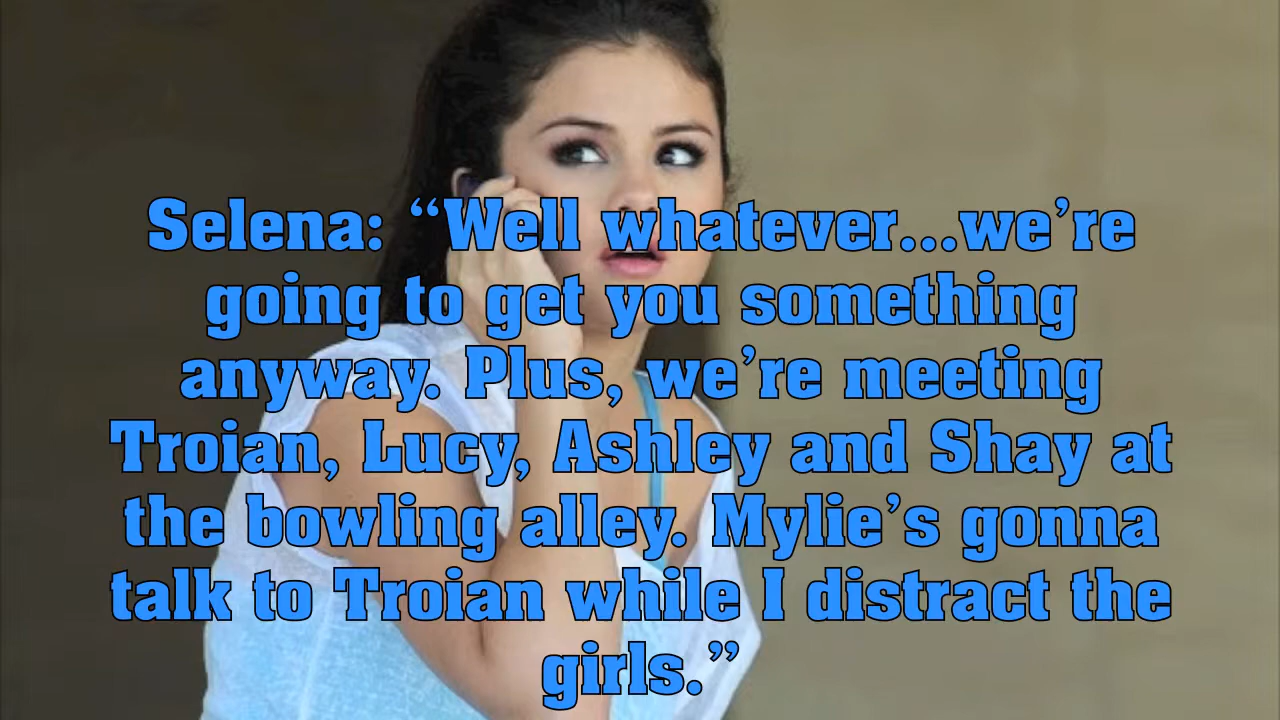 Selena: “Well whatever...we’re
going to get you something
anyway. Plus, we’re meeting
Troian, Lucy, Ashley and Shay at
the bowling alley. Mylie’s gonna
talk to Troian while I distract the
girls.”